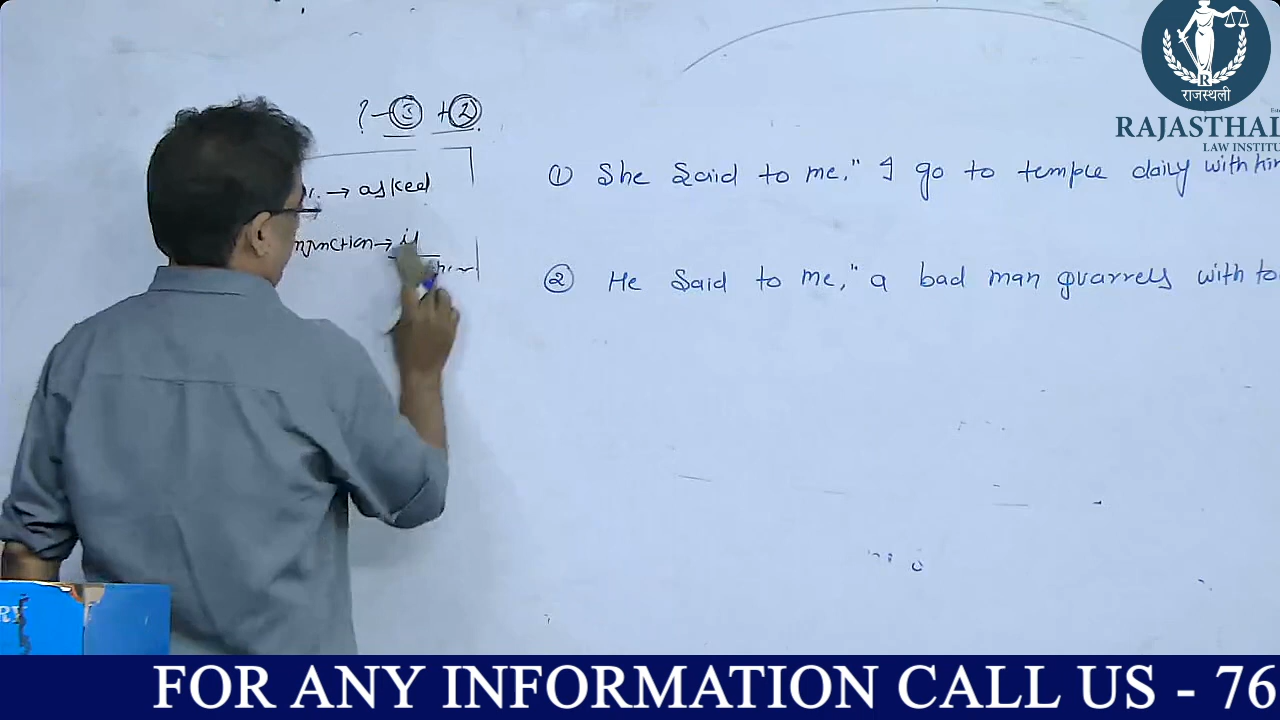 ? - 3 + 2
→ asked
→ if
① She Said to me," I go to temple daily with him
② He Said to me," a bad man quarrels with
राजस्थली
RAJASTHAL
LAW INSTITU
FOR ANY INFORMATION CALL US - 76